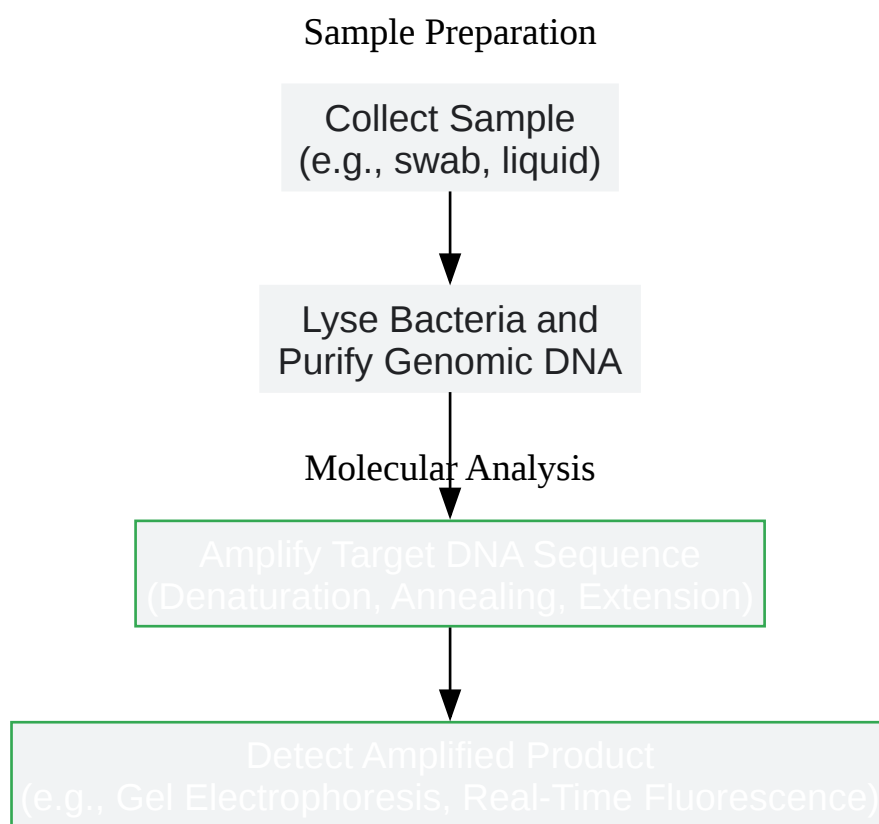 Sample Preparation
Collect Sample
(e.g., swab, liquid)
Lyse Bacteria and
Purify Genomic DNA
Molecular Analysis
Amplify Target DNA Sequence
(Denaturation, Annealing, Extension)
Detect Amplified Product
(e.g., Gel Electrophoresis, Real-Time Fluorescence)